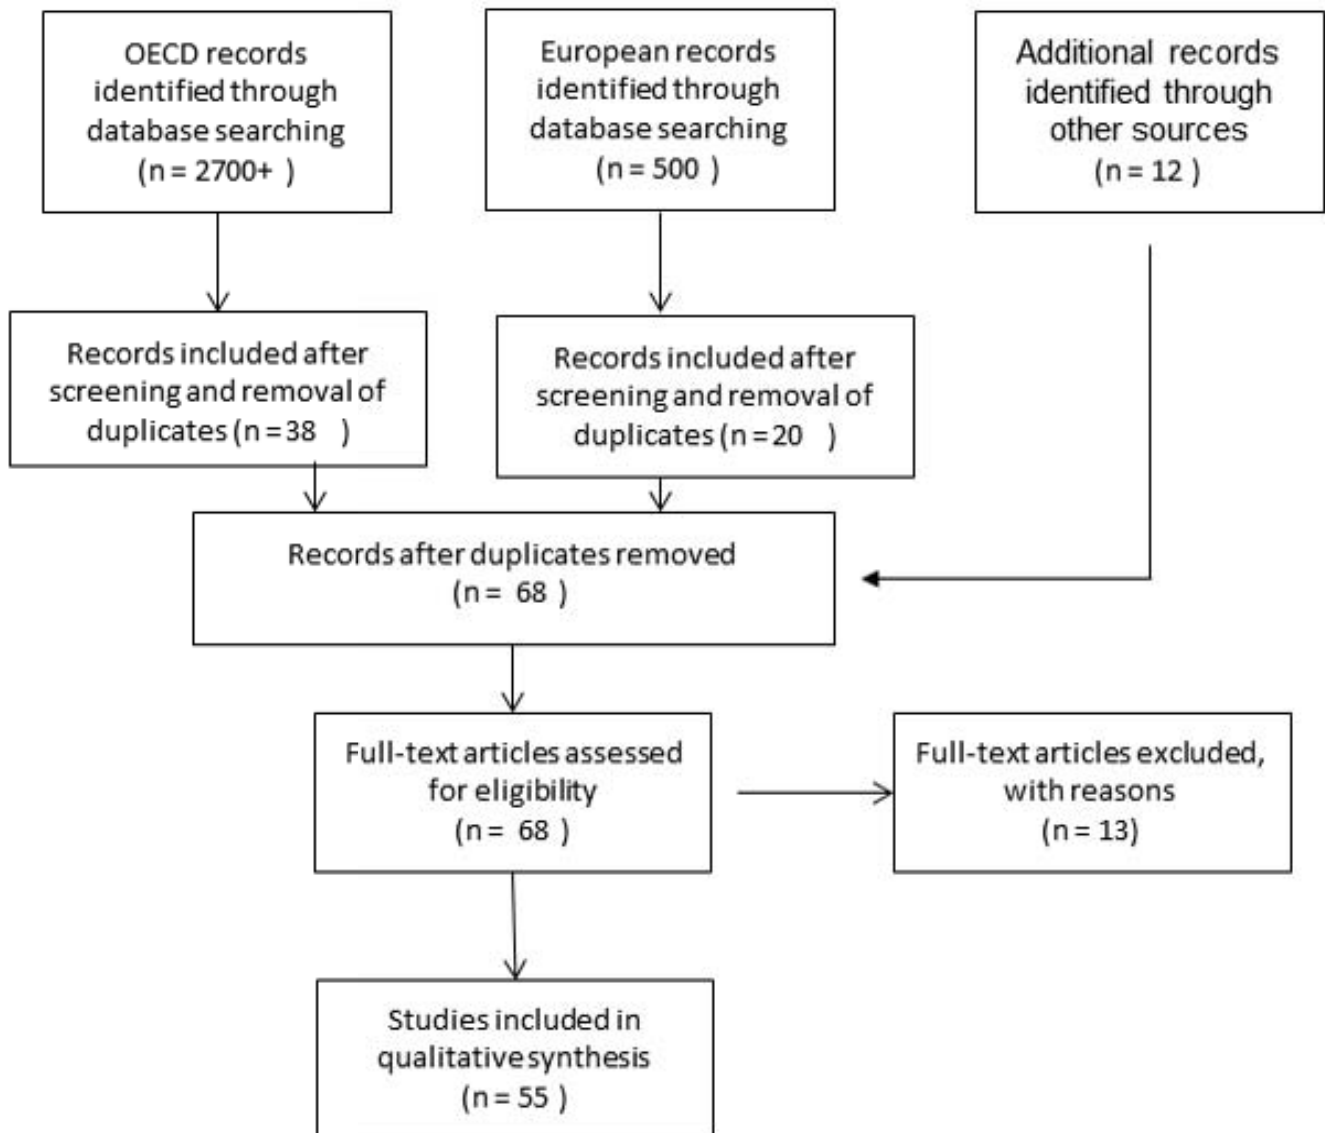 OECD records
identified through
database searching
(n = 2700+ )
European records
identified through
database searching
(n = 500 )
Additional records
identified through
other sources
(n = 12 )
Records included after
screening and removal of
duplicates (n =38 )
Records included after
screening and removal of
duplicates (n =20 )
Records after duplicates removed
(n = 68 )
Full-text articles assessed
for eligibility
(n = 68 )
Full-text articles excluded,
with reasons
(n = 13)
Studies included in
qualitative synthesis
(n = 55 )